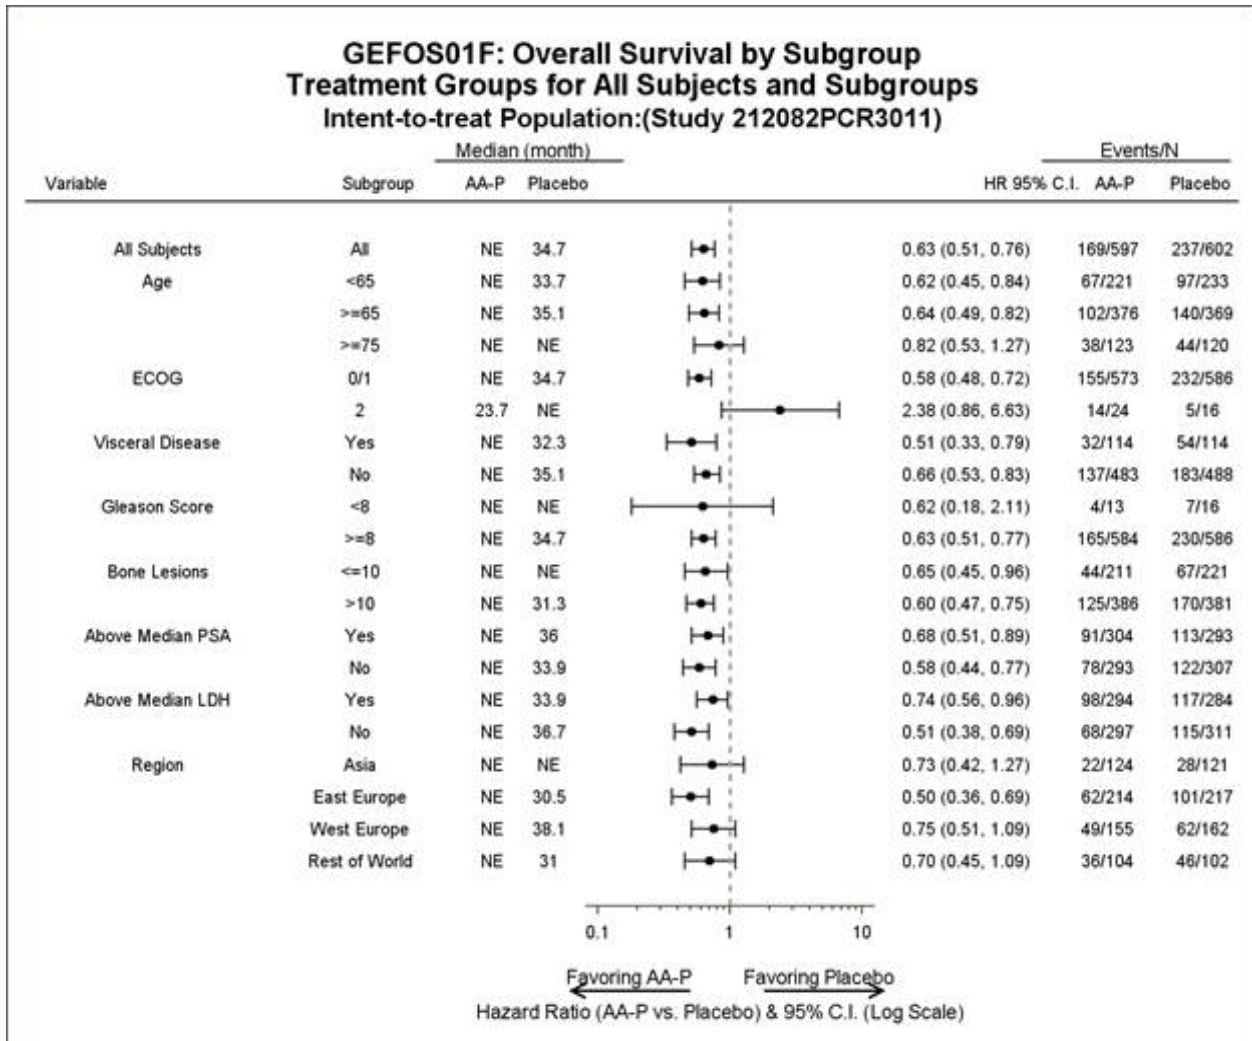 GEFOS01F: Overall Survival by Subgroup
Treatment Groups for All Subjects and Subgroups
Intent-to-treat Population:(Study 212082PCR3011)
Median (month) Events/N
Variable Subgroup AA-P Placebo HR 95% C.I. AA-P Placebo
All Subjects All NE 34.7 0.63 (0.51, 0.76) 169/597 237/602
Age <65 NE 33.7 0.62 (0.45, 0.84) 67/221 97/233
>=65 NE 35.1 0.64 (0.49, 0.82) 102/376 140/369
>=75 NE NE 0.82 (0.53, 1.27) 38/123 44/120
ECOG 0/1 NE 34.7 0.58 (0.48, 0.72) 155/573 232/586
2 23.7 NE 2.38 (0.86, 6.63) 14/24 5/16
Visceral Disease Yes NE 32.3 0.51 (0.33, 0.79) 32/114 54/114
No NE 35.1 0.66 (0.53, 0.83) 137/483 183/488
Gleason Score <8 NE NE 0.62 (0.18, 2.11) 4/13 7/16
>=8 NE 34.7 0.63 (0.51, 0.77) 165/584 230/586
Bone Lesions <=10 NE NE 0.65 (0.45, 0.96) 44/211 67/221
>10 NE 31.3 0.60 (0.47, 0.75) 125/386 170/381
Above Median PSA Yes NE 36 0.68 (0.51, 0.89) 91/304 113/293
No NE 33.9 0.58 (0.44, 0.77) 78/293 122/307
Above Median LDH Yes NE 33.9 0.74 (0.56, 0.96) 98/294 117/284
No NE 36.7 0.51 (0.38, 0.69) 68/297 115/311
Region Asia NE NE 0.73 (0.42, 1.27) 22/124 28/121
East Europe NE 30.5 0.50 (0.36, 0.69) 62/214 101/217
West Europe NE 38.1 0.75 (0.51, 1.09) 49/155 62/162
Rest of World NE 31 0.70 (0.45, 1.09) 36/104 46/102
0.1 1 10
Favoring AA-P Favoring Placebo
Hazard Ratio (AA-P vs. Placebo) & 95% C.I. (Log Scale)